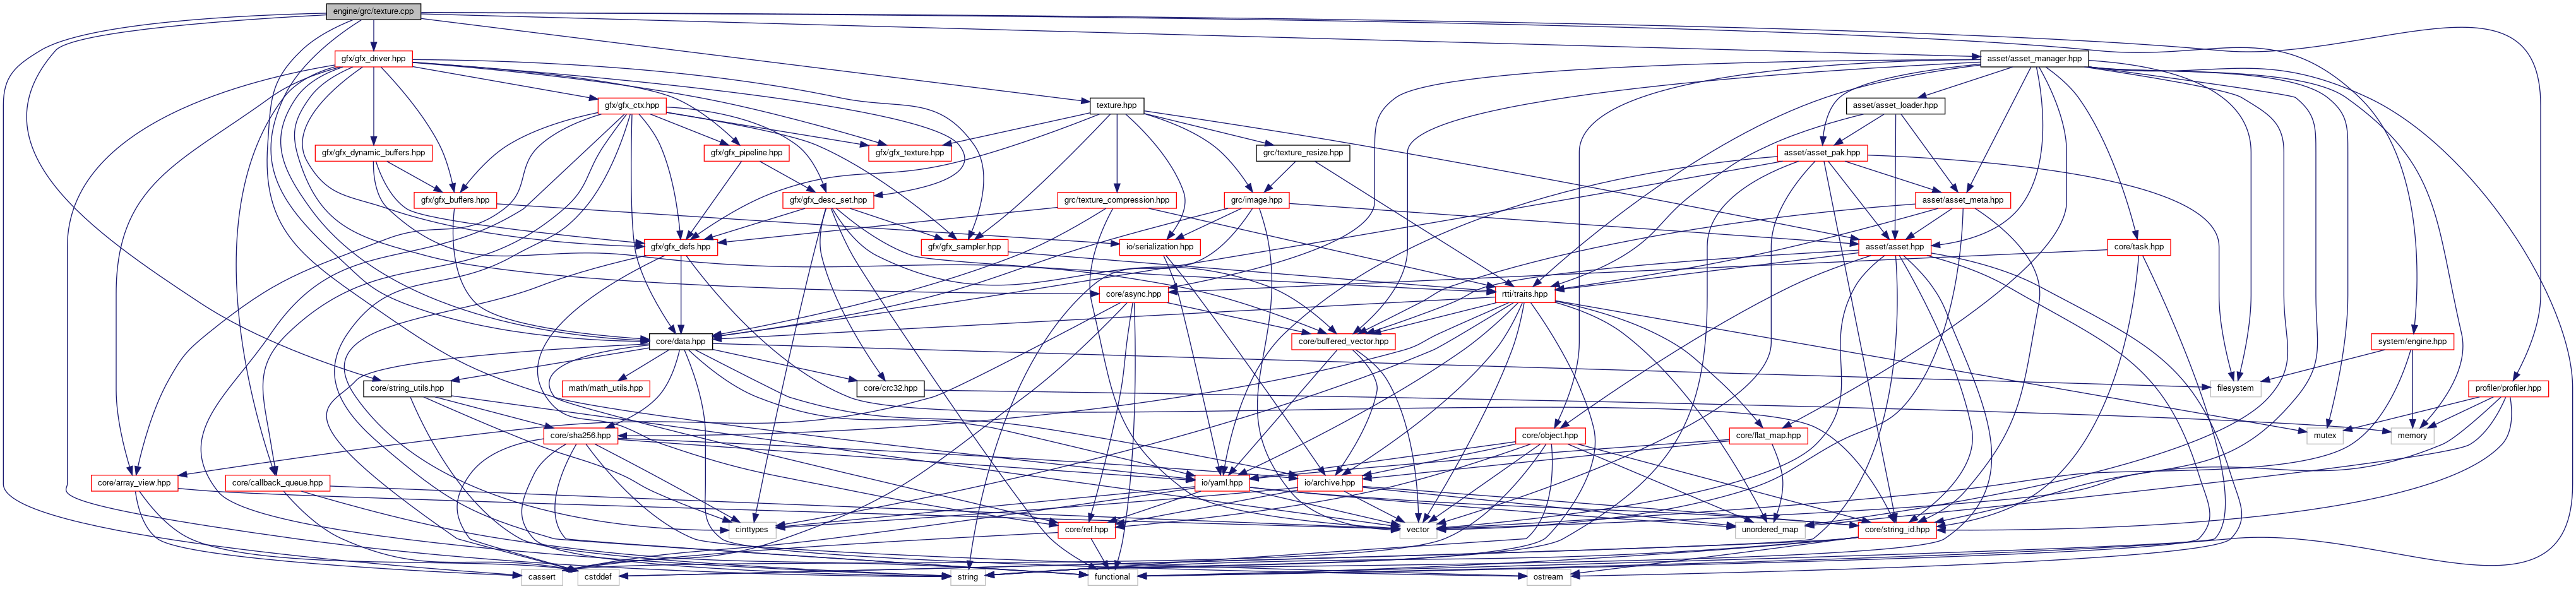 engine/grc/texture.cpp
gfx/gfx_driver.hpp
asset/asset_manager.hpp
gfx/gfx_ctx.hpp
texture.hpp
asset/asset_loader.hpp
gfx/gfx_dynamic_buffers.hpp
gfx/gfx_pipeline.hpp
gfx/gfx_texture.hpp
grc/texture_resize.hpp
asset/asset_pak.hpp
gfx/gfx_buffers.hpp
gfx/gfx_desc_set.hpp
grc/texture_compression.hpp
grc/image.hpp
asset/asset_meta.hpp
gfx/gfx_defs.hpp
gfx/gfx_sampler.hpp
io/serialization.hpp
asset/asset.hpp
core/task.hpp
core/async.hpp
rtti/traits.hpp
core/data.hpp
core/buffered_vector.hpp
system/engine.hpp
core/string_utils.hpp
math/math_utils.hpp
core/crc32.hpp
filesystem
profiler/profiler.hpp
core/sha256.hpp
core/object.hpp
core/flat_map.hpp
mutex
memory
core/array_view.hpp
core/callback_queue.hpp
io/yaml.hpp
io/archive.hpp
cinttypes
core/ref.hpp
vector
unordered_map
core/string_id.hpp
cassert
cstddef
string
functional
ostream